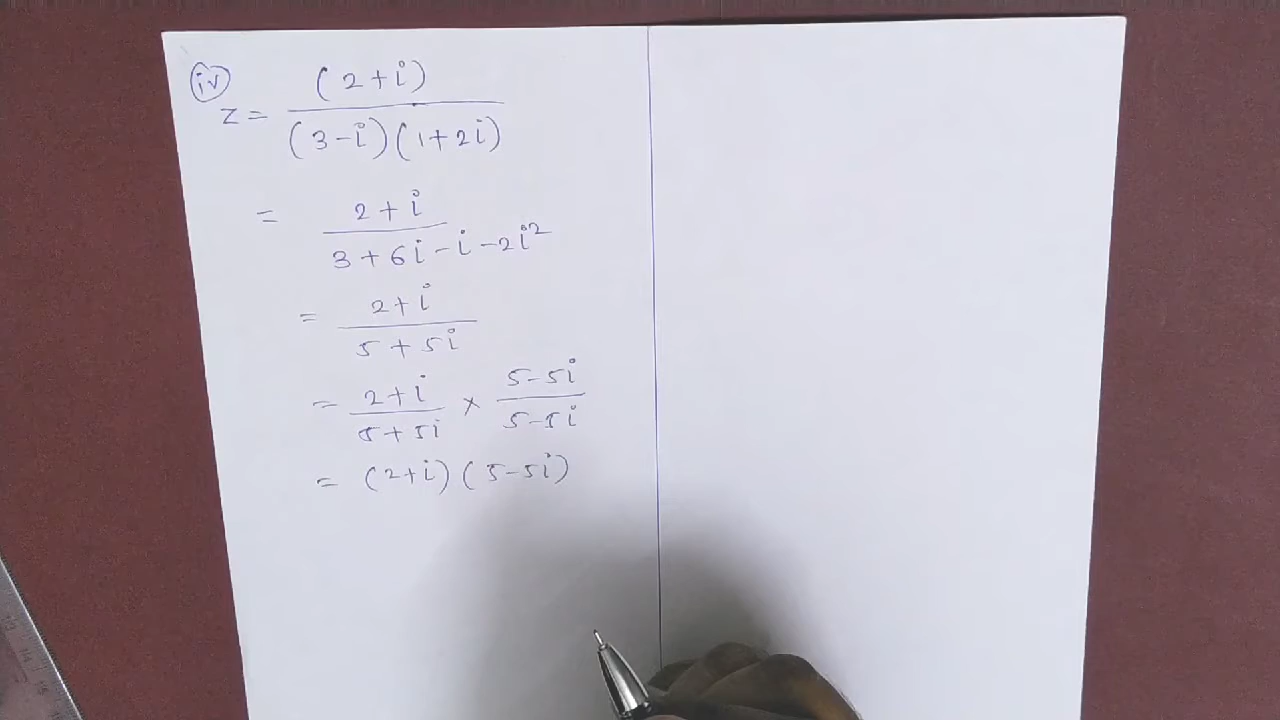 (iv)
z = (2+i) / (3-i)(1+2i)
= 2+i / 3+6i-i-2i²
= 2+i / 5+5i
= 2+i / 5+5i × 5-5i / 5-5i
= (2+i)(5-5i)